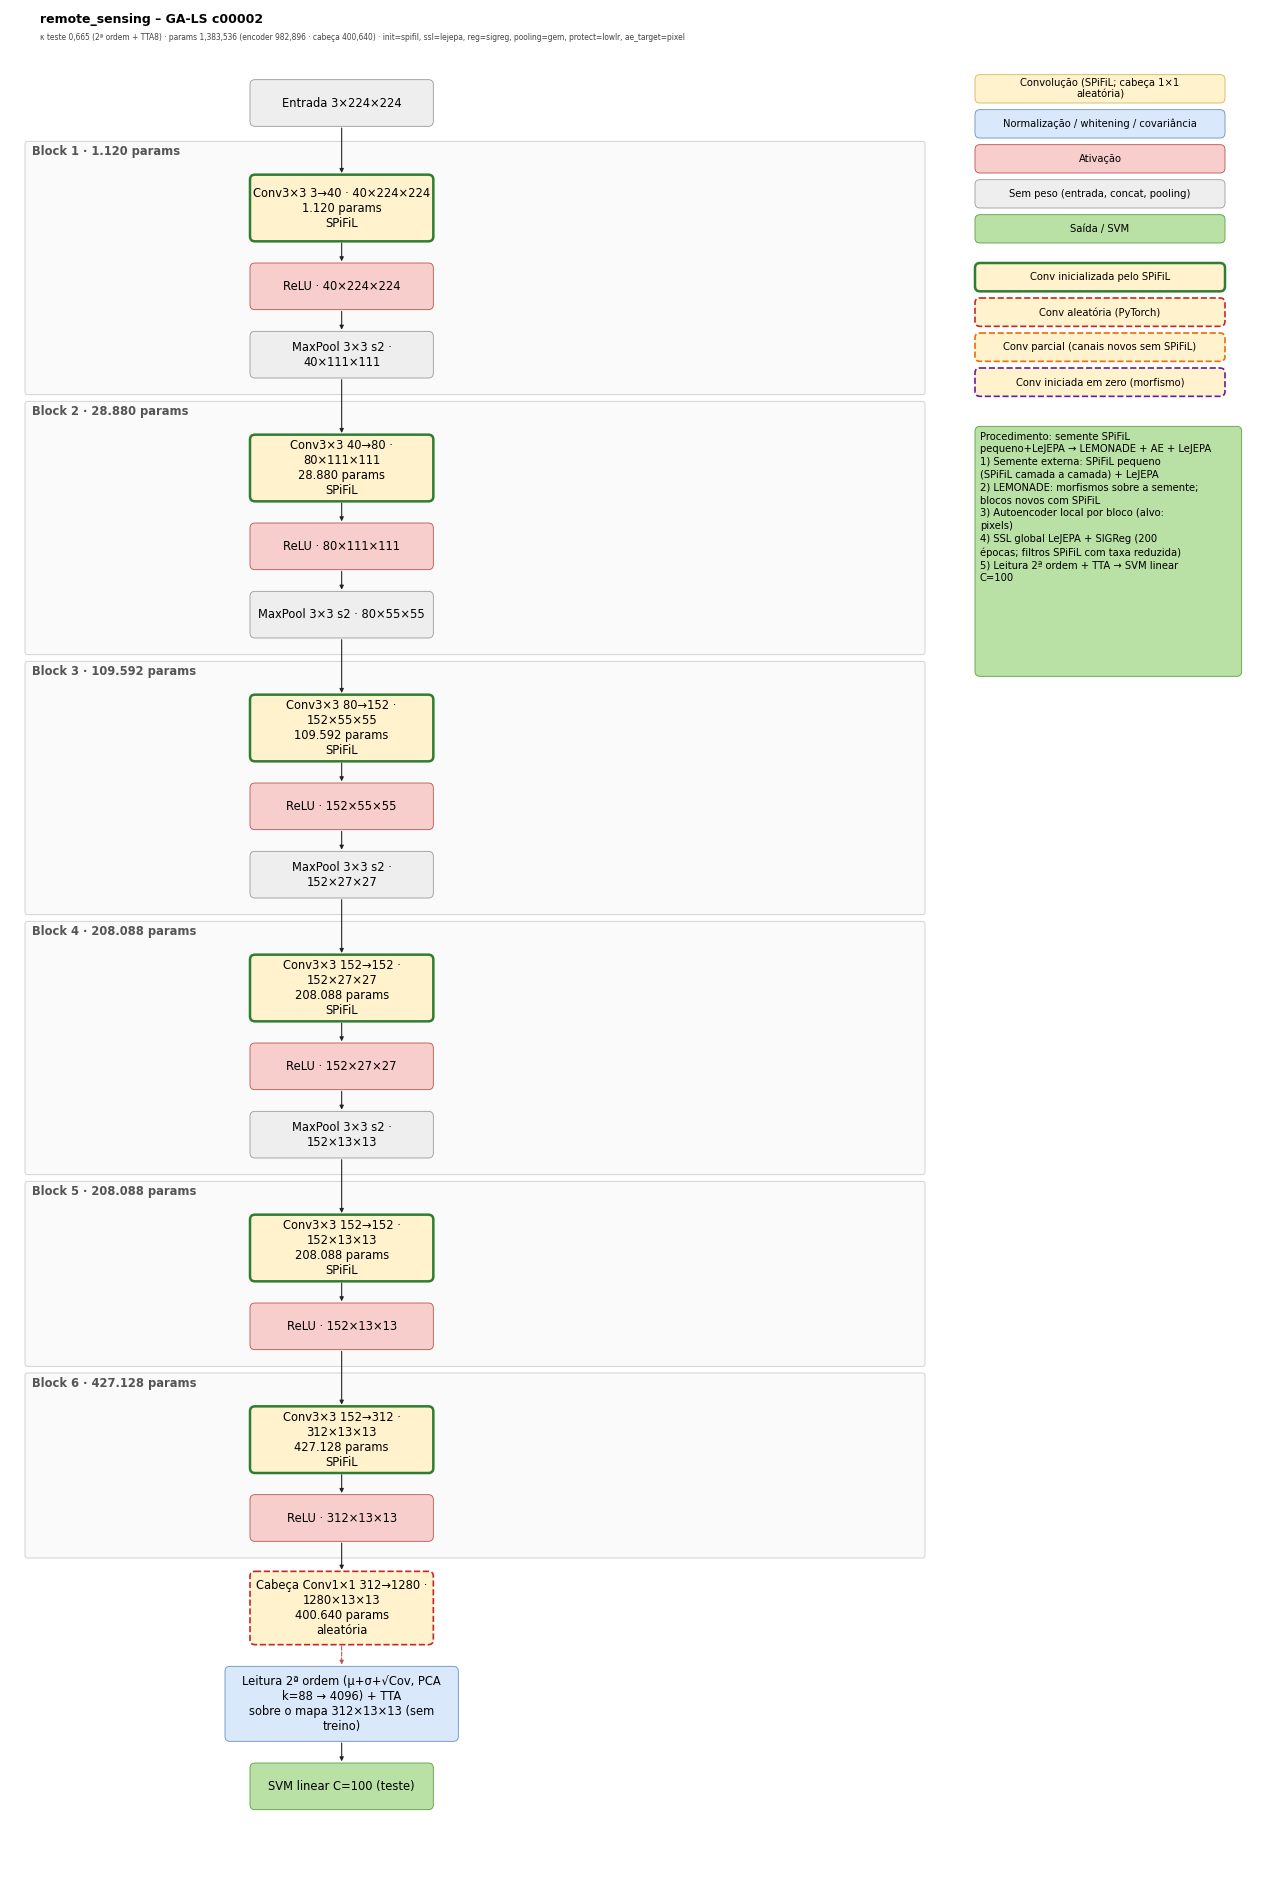 remote_sensing – GA-LS c00002
κ teste 0,665 (2ª ordem + TTA8) · params 1,383,536 (encoder 982,896 · cabeça 400,640) · init=spifil, ssl=lejepa, reg=sigreg, pooling=gem, protect=lowlr, ae_target=pixel
Entrada 3×224×224
Block 1 · 1.120 params
Conv3×3 3→40 · 40×224×224
1.120 params
SPiFiL
ReLU · 40×224×224
MaxPool 3×3 s2 ·
40×111×111
Block 2 · 28.880 params
Conv3×3 40→80 ·
80×111×111
28.880 params
SPiFiL
ReLU · 80×111×111
MaxPool 3×3 s2 · 80×55×55
Block 3 · 109.592 params
Conv3×3 80→152 ·
152×55×55
109.592 params
SPiFiL
ReLU · 152×55×55
MaxPool 3×3 s2 ·
152×27×27
Block 4 · 208.088 params
Conv3×3 152→152 ·
152×27×27
208.088 params
SPiFiL
ReLU · 152×27×27
MaxPool 3×3 s2 ·
152×13×13
Block 5 · 208.088 params
Conv3×3 152→152 ·
152×13×13
208.088 params
SPiFiL
ReLU · 152×13×13
Block 6 · 427.128 params
Conv3×3 152→312 ·
312×13×13
427.128 params
SPiFiL
ReLU · 312×13×13
Cabeça Conv1×1 312→1280 ·
1280×13×13
400.640 params
aleatória
Leitura 2ª ordem (μ+σ+√Cov, PCA
k=88 → 4096) + TTA
sobre o mapa 312×13×13 (sem
treino)
SVM linear C=100 (teste)
Convolução (SPiFiL; cabeça 1×1
aleatória)
Normalização / whitening / covariância
Ativação
Sem peso (entrada, concat, pooling)
Saída / SVM
Conv inicializada pelo SPiFiL
Conv aleatória (PyTorch)
Conv parcial (canais novos sem SPiFiL)
Conv iniciada em zero (morfismo)
Procedimento: semente SPiFiL
pequeno+LeJEPA → LEMONADE + AE + LeJEPA
1) Semente externa: SPiFiL pequeno
(SPiFiL camada a camada) + LeJEPA
2) LEMONADE: morfismos sobre a semente;
blocos novos com SPiFiL
3) Autoencoder local por bloco (alvo:
pixels)
4) SSL global LeJEPA + SIGReg (200
épocas; filtros SPiFiL com taxa reduzida)
5) Leitura 2ª ordem + TTA → SVM linear
C=100